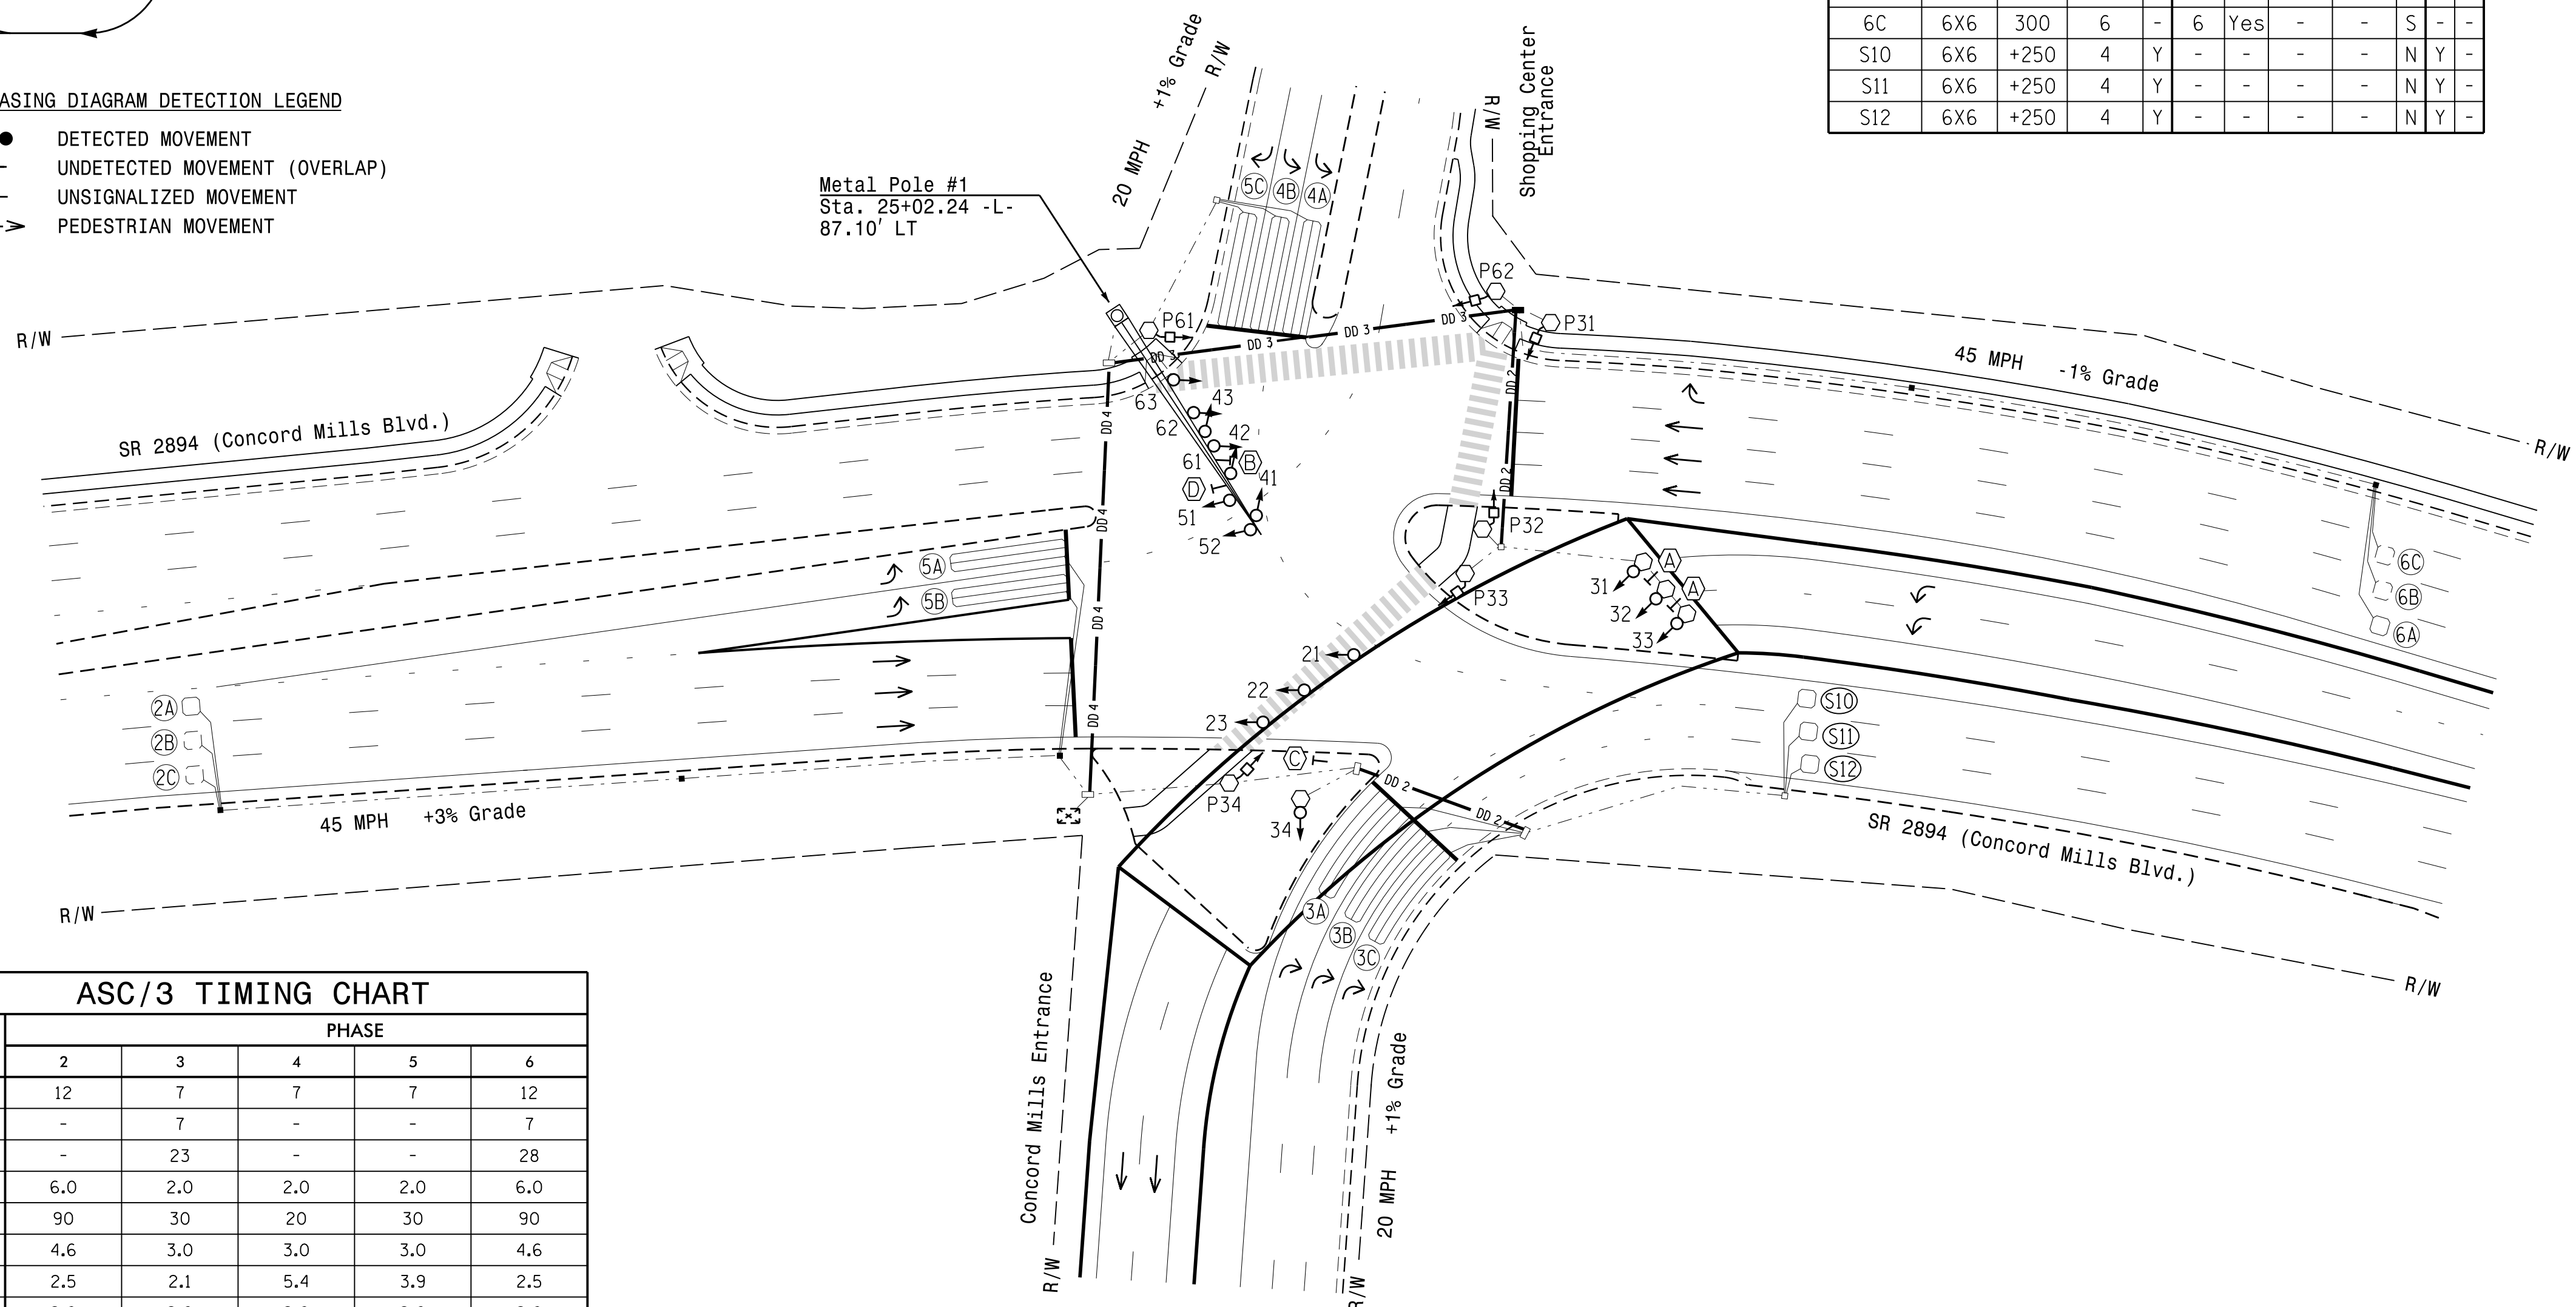 6C 6X6 300 6 - 6 Yes - - S - -
S10 6X6 +250 4 Y - - - - N Y -
S11 6X6 +250 4 Y - - - - N Y -
S12 6X6 +250 4 Y - - - - N Y -
ASING DIAGRAM DETECTION LEGEND
DETECTED MOVEMENT
UNDETECTED MOVEMENT (OVERLAP)
UNSIGNALIZED MOVEMENT
PEDESTRIAN MOVEMENT
Metal Pole #1
Sta. 25+02.24 -L-
87.10' LT
20 MPH +1% Grade
R/W
R/W
Shopping Center
Entrance
5C
4B
4A
P62
P61
P31
DD 3
DD 3
DD 3
DD 3
DD 2
DD 2
R/W
SR 2894 (Concord Mills Blvd.)
45 MPH -1% Grade
R/W
DD 4
DD 4
DD 4
DD 4
63
43
62
42
61
B
41
D
51
52
P32
5A
5B
A
A
31
32
33
P33
6C
6B
6A
21
22
23
2A
2B
2C
S10
S11
S12
C
P34
34
DD 2
DD 2
45 MPH +3% Grade
SR 2894 (Concord Mills Blvd.)
R/W
R/W
3A
3B
3C
Concord Mills Entrance
R/W
20 MPH +1% Grade
R/W
ASC/3 TIMING CHART
PHASE
2 3 4 5 6
12 7 7 7 12
- 7 - - 7
- 23 - - 28
6.0 2.0 2.0 2.0 6.0
90 30 20 30 90
4.6 3.0 3.0 3.0 4.6
2.5 2.1 5.4 3.9 2.5